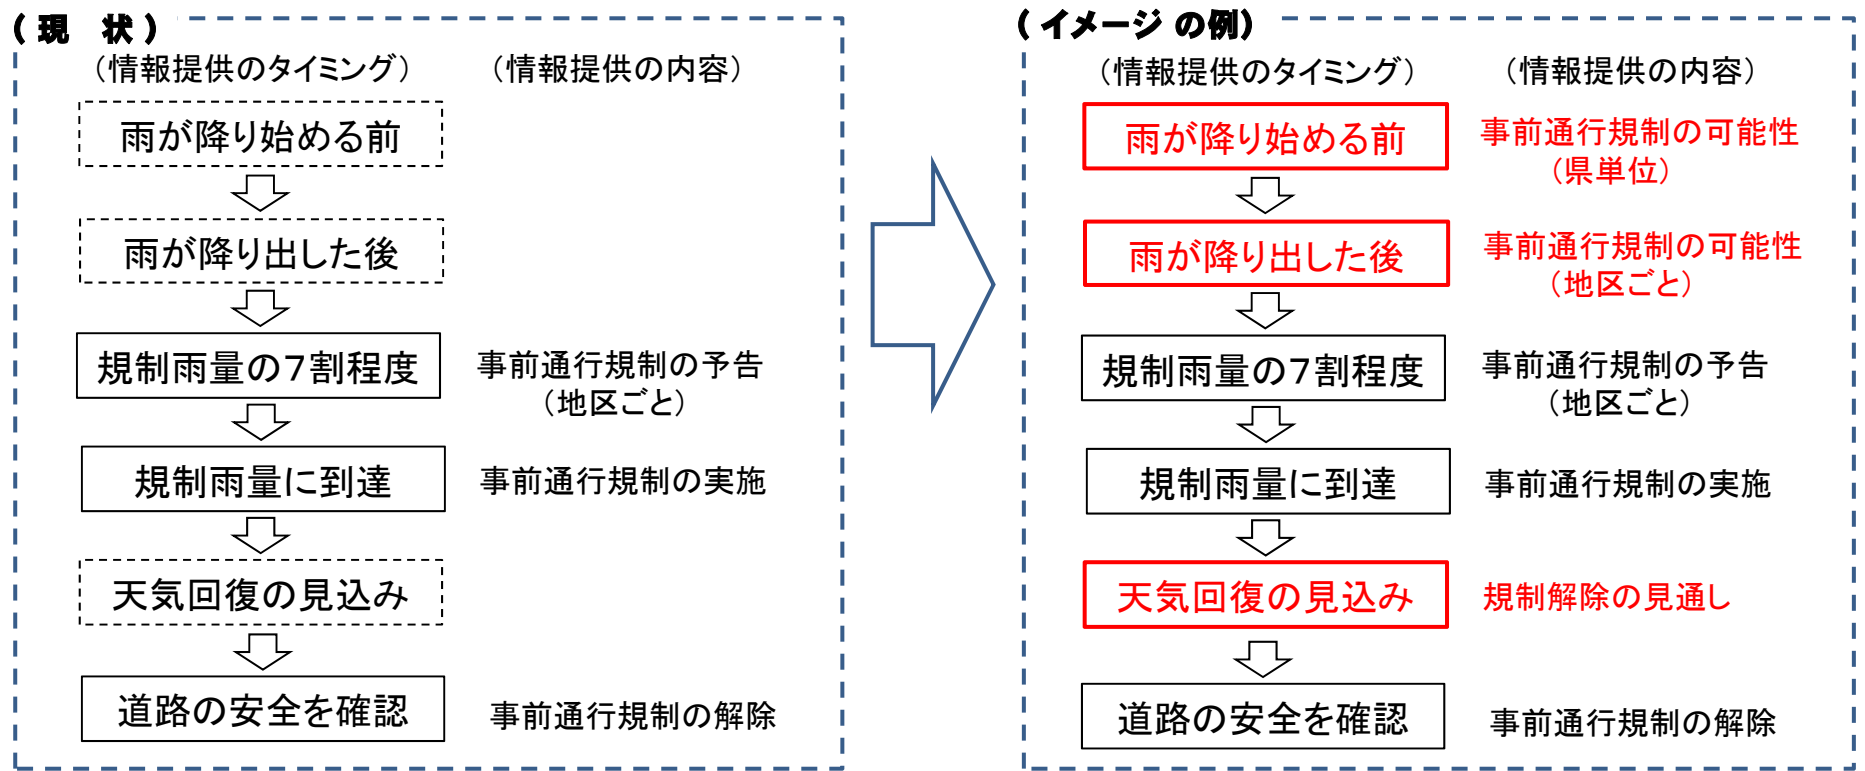 (現　状)
(情報提供のタイミング)
(情報提供の内容)
雨が降り始める前
雨が降り出した後
規制雨量の7割程度
事前通行規制の予告
(地区ごと)
規制雨量に到達
事前通行規制の実施
天気回復の見込み
道路の安全を確認
事前通行規制の解除
(イメージの例)
(情報提供のタイミング)
(情報提供の内容)
雨が降り始める前
事前通行規制の可能性
(県単位)
雨が降り出した後
事前通行規制の可能性
(地区ごと)
規制雨量の7割程度
事前通行規制の予告
(地区ごと)
規制雨量に到達
事前通行規制の実施
天気回復の見込み
規制解除の見通し
道路の安全を確認
事前通行規制の解除